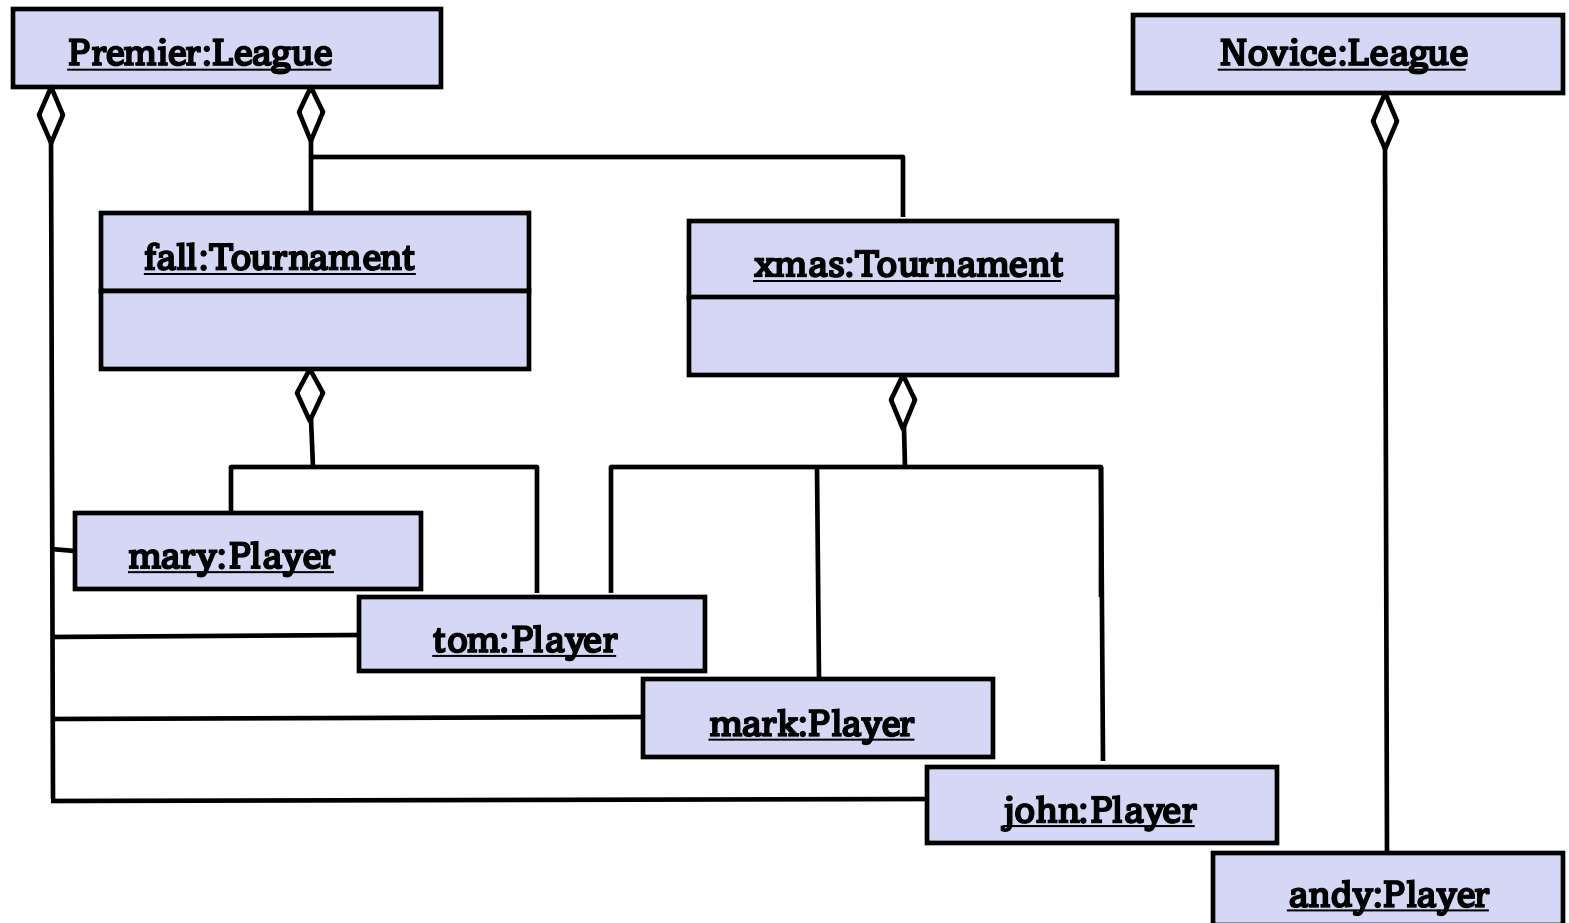 Premier:League
Novice:League
fall:Tournament
xmas:Tournament
mary:Player
tom:Player
mark:Player
john:Player
andy:Player